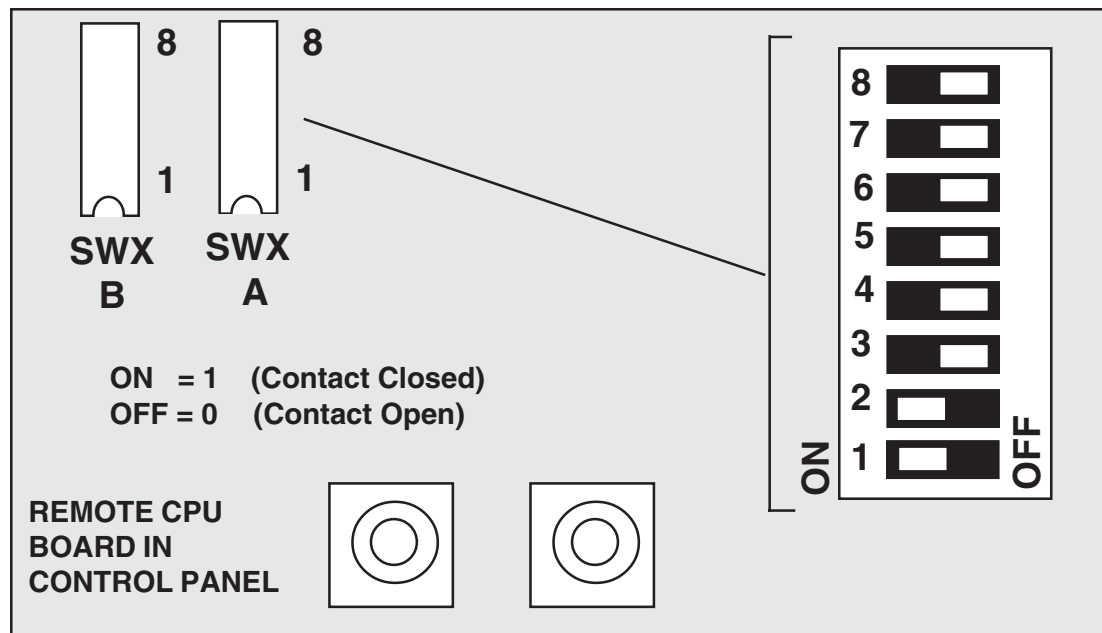 8 8
1 1
SWX SWX
B A
ON = 1 (Contact Closed)
OFF = 0 (Contact Open)
REMOTE CPU
BOARD IN
CONTROL PANEL
8
7
6
5
4
3
2
1
ON
OFF